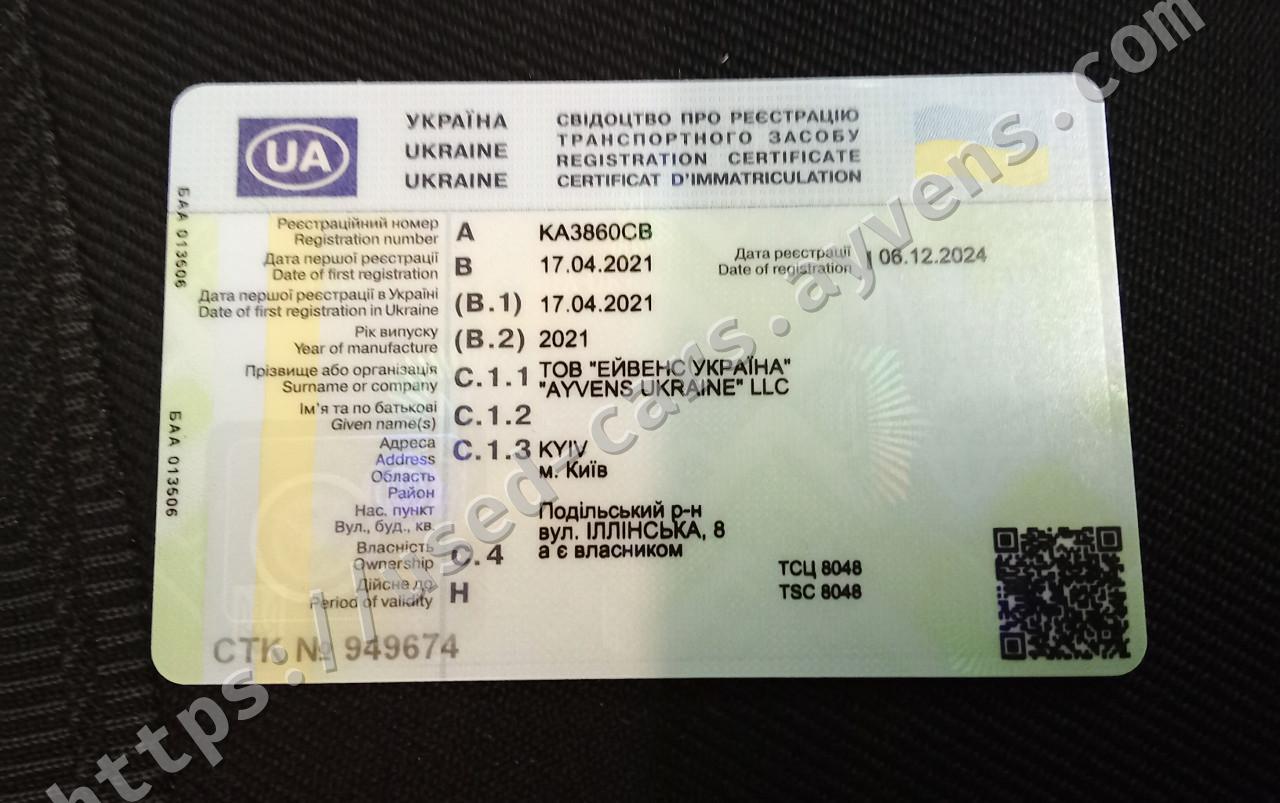 UA
УКРАЇНА
UKRAINE
UKRAINE
СВІДОЦТВО ПРО РЕЄСТРАЦІЮ
ТРАНСПОРТНОГО ЗАСОБУ
REGISTRATION CERTIFICATE
CERTIFICAT D'IMMATRICULATION
БАА 013506
БАА 013506
Реєстраційний номер
Registration number
A
KA3860CB
Дата першої реєстрації
Date of first registration
B
17.04.2021
Дата реєстрації
Date of registration
I
06.12.2024
Дата першої реєстрації в Україні
Date of first registration in Ukraine
(B.1)
17.04.2021
Рік випуску
Year of manufacture
(B.2)
2021
Прізвище або організація
Surname or company
C.1.1
ТОВ "ЕЙВЕНС УКРАЇНА"
"AYVENS UKRAINE" LLC
Ім'я та по батькові
Given name(s)
C.1.2
Адреса
Address
Область
Район
Нас. пункт
Вул., буд., кв.
C.1.3
KYIV
м. Київ
Подільський р-н
вул. ІЛЛІНСЬКА, 8
Власність
Ownership
C.4
а є власником
Дійсне до
Period of validity
H
ТСЦ 8048
TSC 8048
СТК № 949674
https://used-cars.ayvens.com